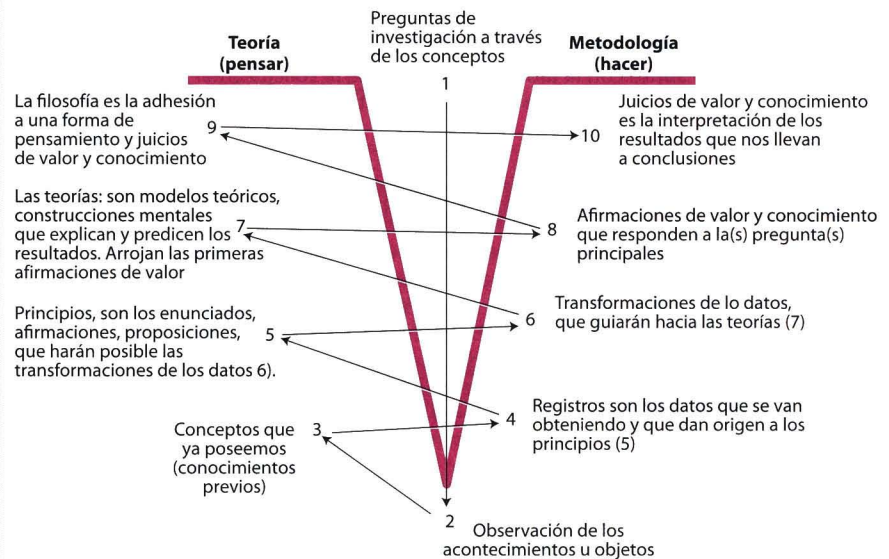 Preguntas de
investigación a través
de los conceptos
1
Teoría
(pensar)
Metodología
(hacer)
La filosofía es la adhesión
a una forma de
pensamiento y juicios
de valor y conocimiento
9
10
Juicios de valor y conocimiento
es la interpretación de los
resultados que nos llevan
a conclusiones
Las teorías: son modelos teóricos,
construcciones mentales
que explican y predicen los
resultados. Arrojan las primeras
afirmaciones de valor
7
8
Afirmaciones de valor y conocimiento
que responden a la(s) pregunta(s)
principales
Principios, son los enunciados,
afirmaciones, proposiciones,
que harán posible las
transformaciones de los datos 6).
5
6
Transformaciones de lo datos,
que guiarán hacia las teorías (7)
Conceptos que
ya poseemos
(conocimientos
previos)
3
4
Registros son los datos que se van
obteniendo y que dan origen a los
principios (5)
2
Observación de los
acontecimientos u objetos